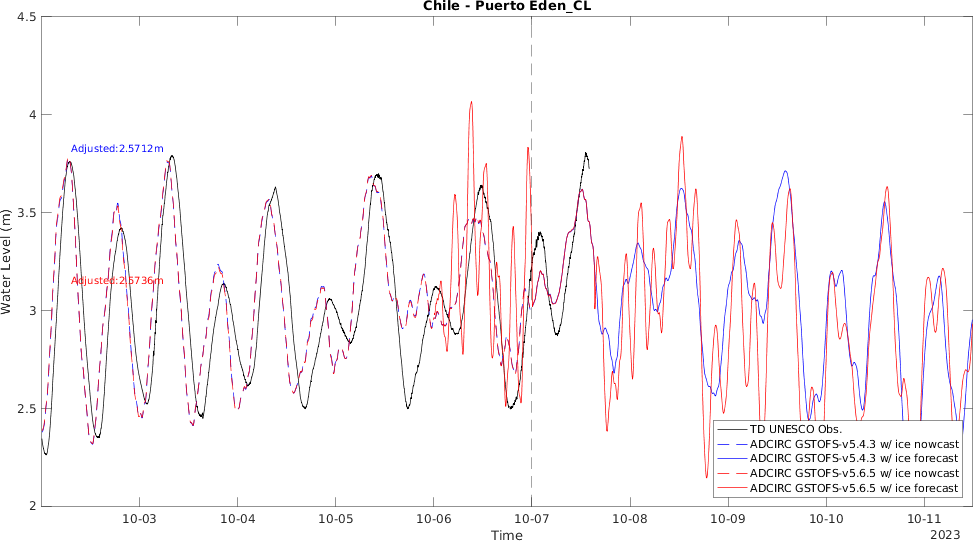 Chile - Puerto Eden_CL
4.5
4
3.5
3
2.5
2
Water Level (m)
Adjusted:2.5712m
Adjusted:2.5736m
TD UNESCO Obs.
ADCIRC GSTOFS-v5.4.3 w/ ice nowcast
ADCIRC GSTOFS-v5.4.3 w/ ice forecast
ADCIRC GSTOFS-v5.6.5 w/ ice nowcast
ADCIRC GSTOFS-v5.6.5 w/ ice forecast
10-03 10-04 10-05 10-06 10-07 10-08 10-09 10-10 10-11
Time
2023